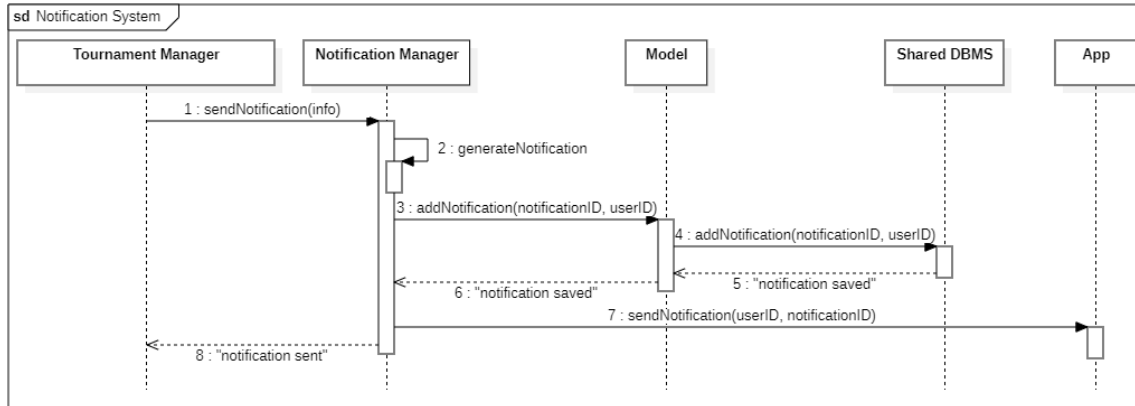 sd Notification System
Tournament Manager
Notification Manager
Model
Shared DBMS
App
1 : sendNotification(info)
2 : generateNotification
3 : addNotification(notificationID, userID)
4 : addNotification(notificationID, userID)
5 : "notification saved"
6 : "notification saved"
7 : sendNotification(userID, notificationID)
8 : "notification sent"